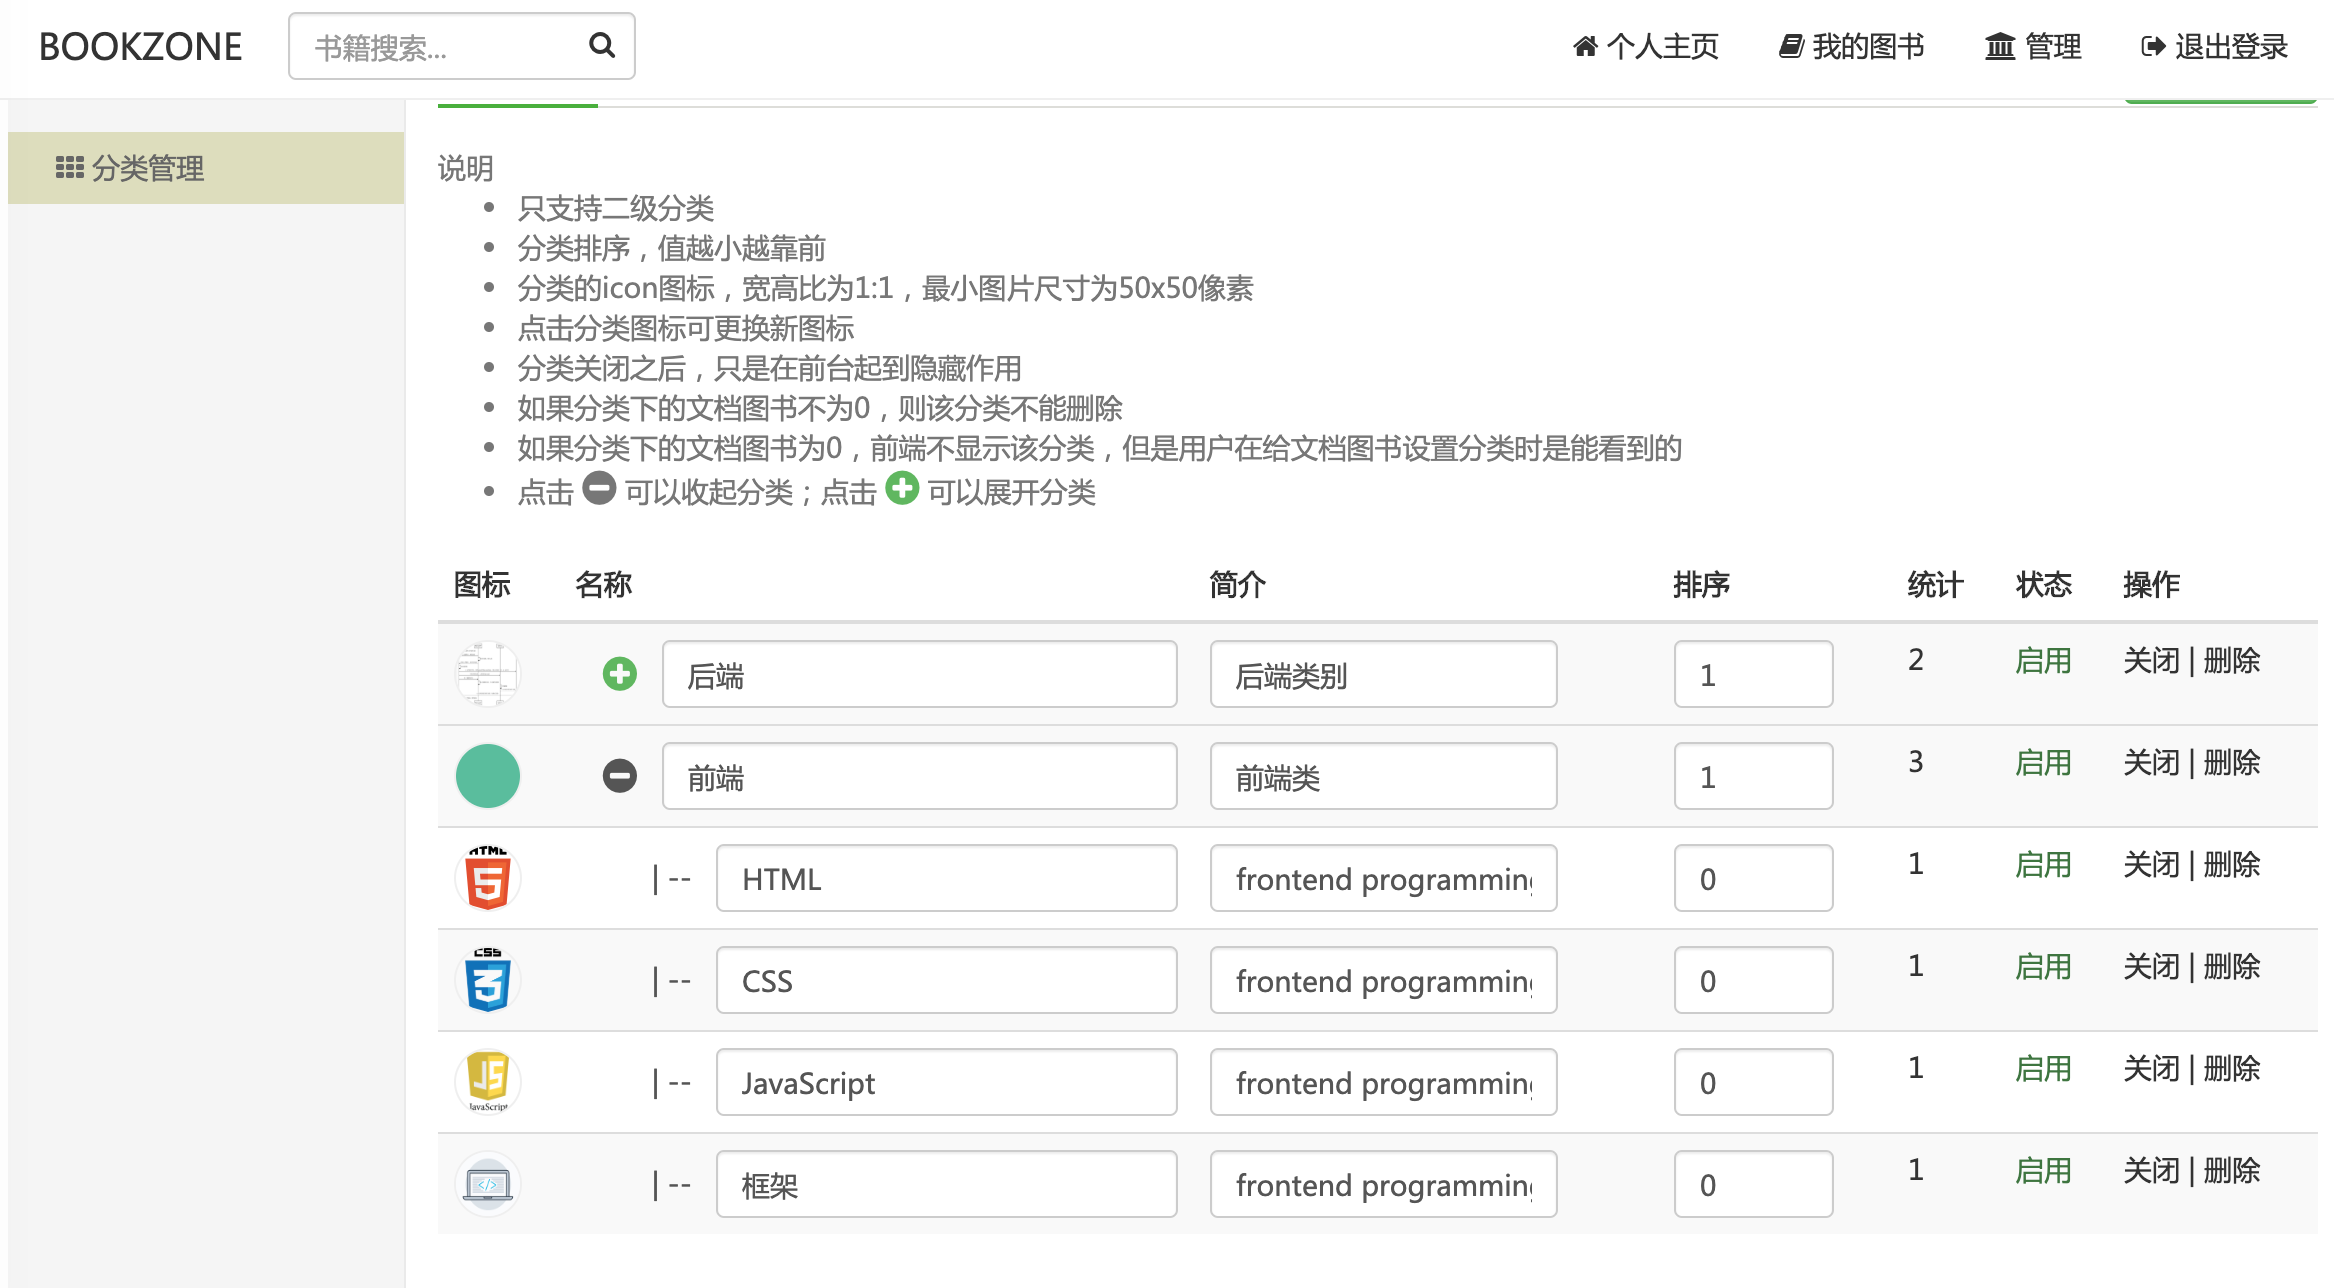 BOOKZONE 书籍搜索... 个人主页 我的图书 管理 退出登录
分类管理
说明
只支持二级分类
分类排序，值越小越靠前
分类的icon图标，宽高比为1:1，最小图片尺寸为50x50像素
点击分类图标可更换新图标
分类关闭之后，只是在前台起到隐藏作用
如果分类下的文档图书不为0，则该分类不能删除
如果分类下的文档图书为0，前端不显示该分类，但是用户在给文档图书设置分类时是能看到的
点击 可以收起分类；点击 可以展开分类
图标 名称 简介 排序 统计 状态 操作
后端 后端类别 1 2 启用 关闭 | 删除
前端 前端类 1 3 启用 关闭 | 删除
HTML | -- HTML frontend programming 0 1 启用 关闭 | 删除
CSS | -- CSS frontend programming 0 1 启用 关闭 | 删除
JS JavaScript | -- JavaScript frontend programming 0 1 启用 关闭 | 删除
</> | -- 框架 frontend programming 0 1 启用 关闭 | 删除